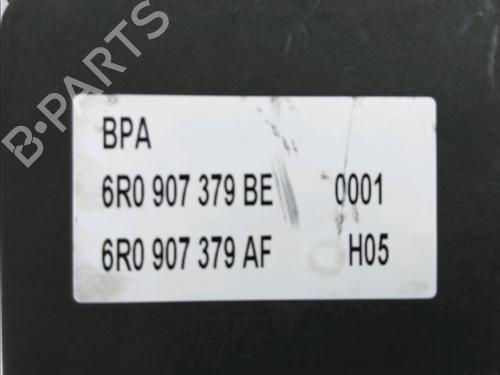 B-PARTS
BPA
6R0 907 379 BE 0001
6R0 907 379 AF H05